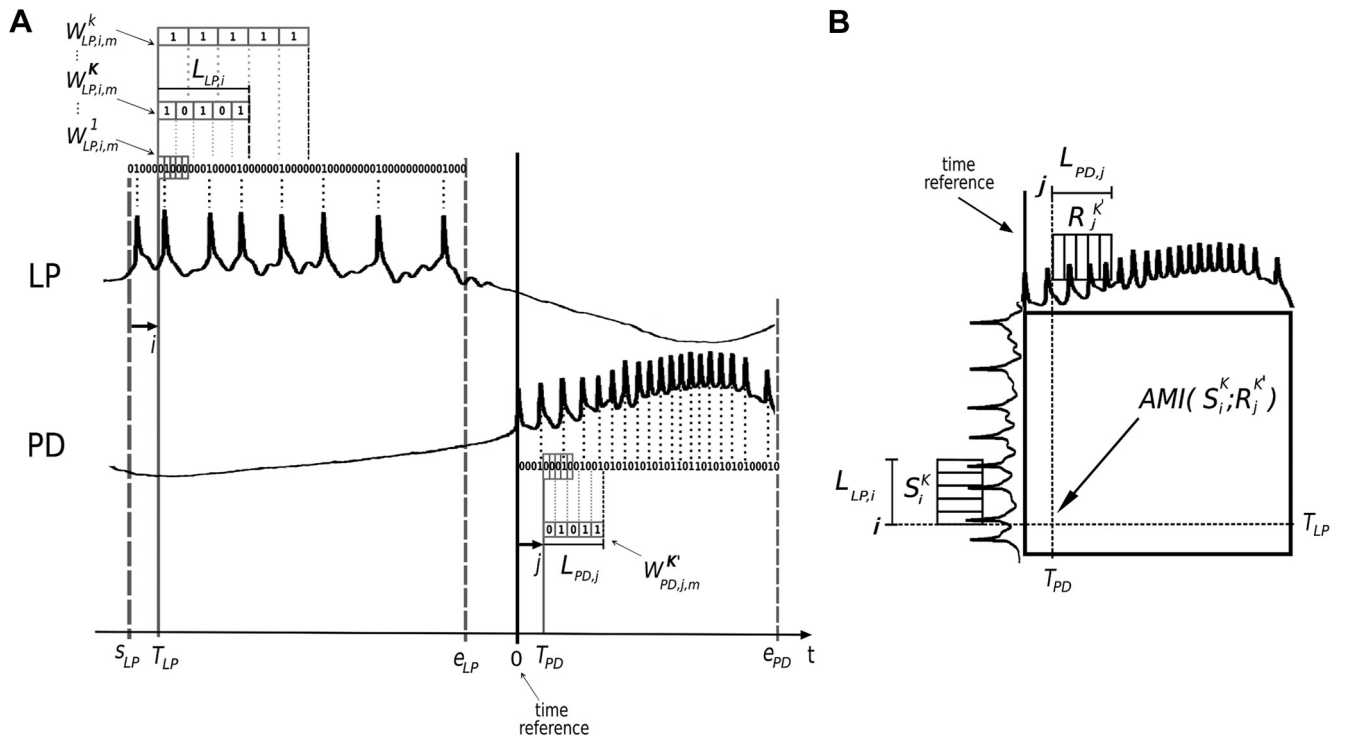 A
W^k_LP,i,m
1 1 1 1 1
⋮
L_LP,i
W^K_LP,i,m
1 0 1 0 1
⋮
W^1_LP,i,m
LP
i
PD
0 1 0 1 1
j
L_PD,j
W^K'_PD,j,m
s_LP
T_LP
e_LP
0
T_PD
e_PD
t
time
reference
B
time
reference
L_PD,j
j
R^K'_j
AMI( S^K_i;R^K'_j )
L_LP,i
S^K_i
i
T_LP
T_PD